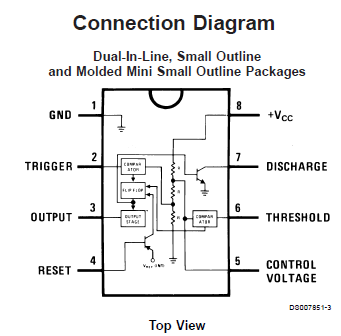 Connection Diagram
Dual-In-Line, Small Outline
and Molded Mini Small Outline Packages
GND 1
8 +VCC
TRIGGER 2
COMPAR
ATOR
R
7 DISCHARGE
FLIP FLOP
R
OUTPUT 3
OUTPUT
STAGE
R
COMPAR
ATOR
6 THRESHOLD
RESET 4
VREF (INT)
5 CONTROL
VOLTAGE
DS007851-3
Top View